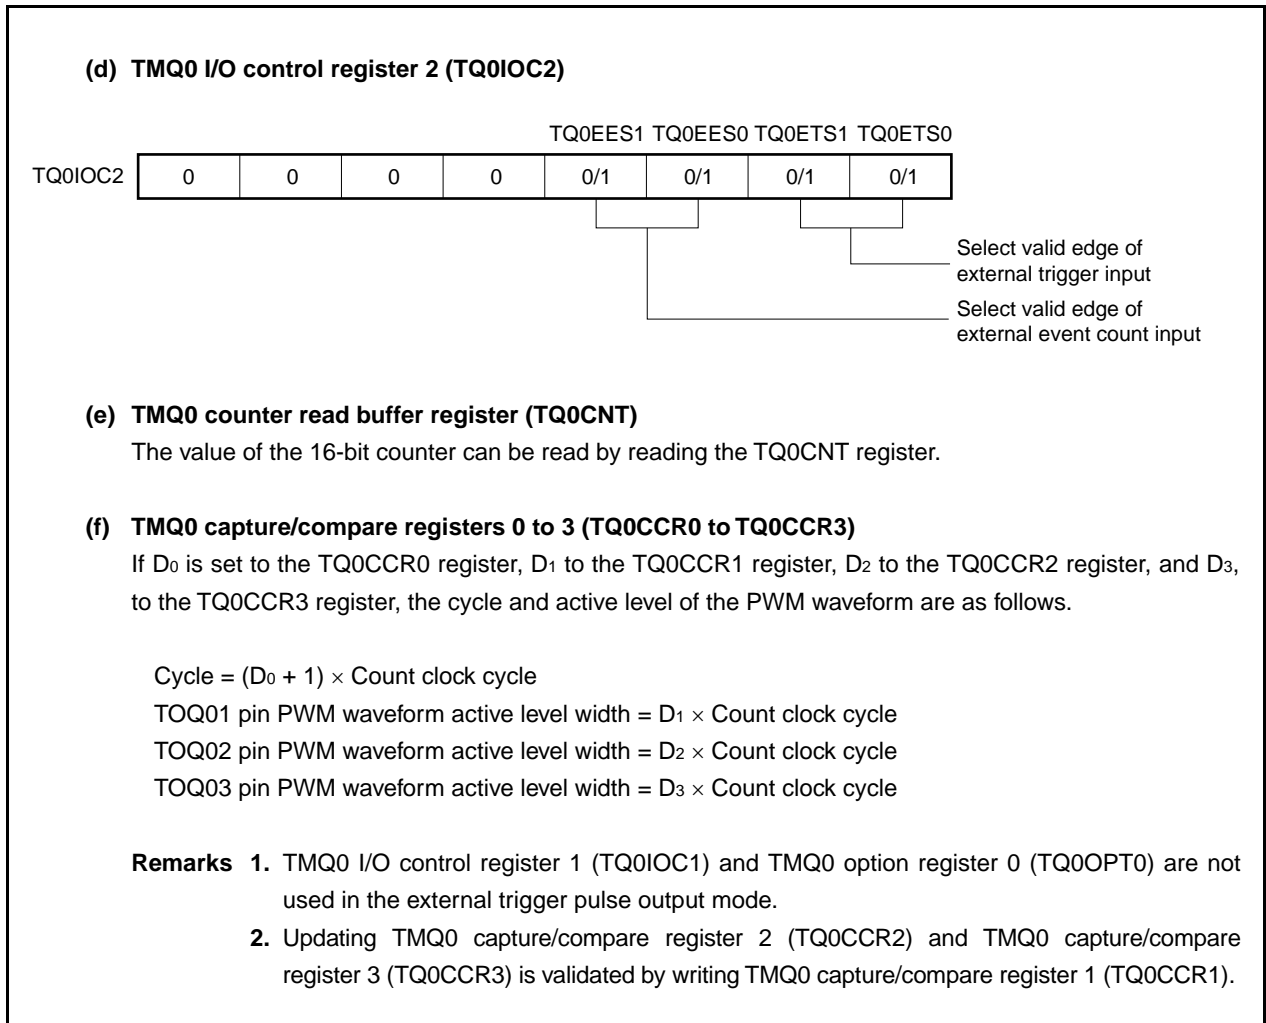 (d) TMQ0 I/O control register 2 (TQ0IOC2)
TQ0EES1 TQ0EES0 TQ0ETS1 TQ0ETS0
TQ0IOC2 0 0 0 0 0/1 0/1 0/1 0/1
Select valid edge of
external trigger input
Select valid edge of
external event count input
(e) TMQ0 counter read buffer register (TQ0CNT)
The value of the 16-bit counter can be read by reading the TQ0CNT register.
(f) TMQ0 capture/compare registers 0 to 3 (TQ0CCR0 to TQ0CCR3)
If D0 is set to the TQ0CCR0 register, D1 to the TQ0CCR1 register, D2 to the TQ0CCR2 register, and D3,
to the TQ0CCR3 register, the cycle and active level of the PWM waveform are as follows.
Cycle = (D0 + 1) × Count clock cycle
TOQ01 pin PWM waveform active level width = D1 × Count clock cycle
TOQ02 pin PWM waveform active level width = D2 × Count clock cycle
TOQ03 pin PWM waveform active level width = D3 × Count clock cycle
Remarks 1. TMQ0 I/O control register 1 (TQ0IOC1) and TMQ0 option register 0 (TQ0OPT0) are not
used in the external trigger pulse output mode.
2. Updating TMQ0 capture/compare register 2 (TQ0CCR2) and TMQ0 capture/compare
register 3 (TQ0CCR3) is validated by writing TMQ0 capture/compare register 1 (TQ0CCR1).